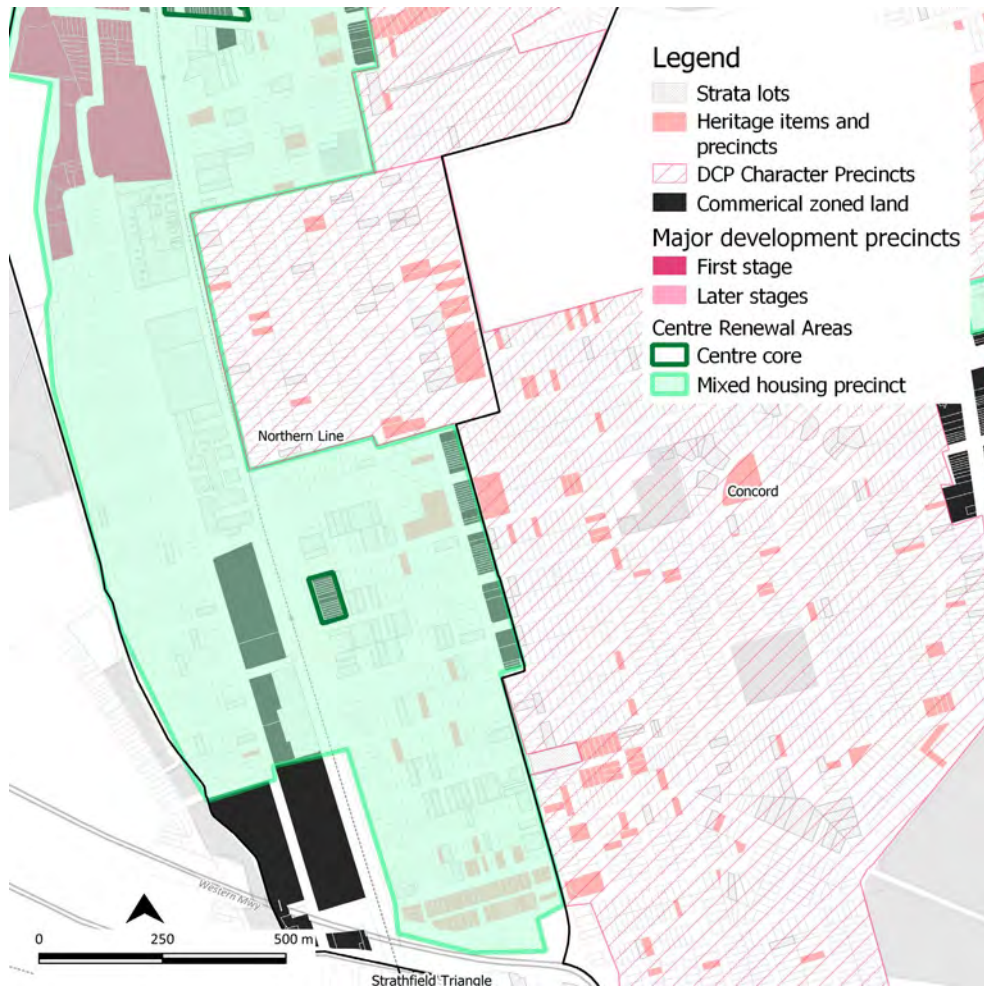 Legend
Strata lots
Heritage items and
precincts
DCP Character Precincts
Commerical zoned land
Major development precincts
First stage
Later stages
Centre Renewal Areas
Centre core
Mixed housing precinct
Northern Line
Concord
Western Mwy
0 250 500 m
Strathfield Triangle